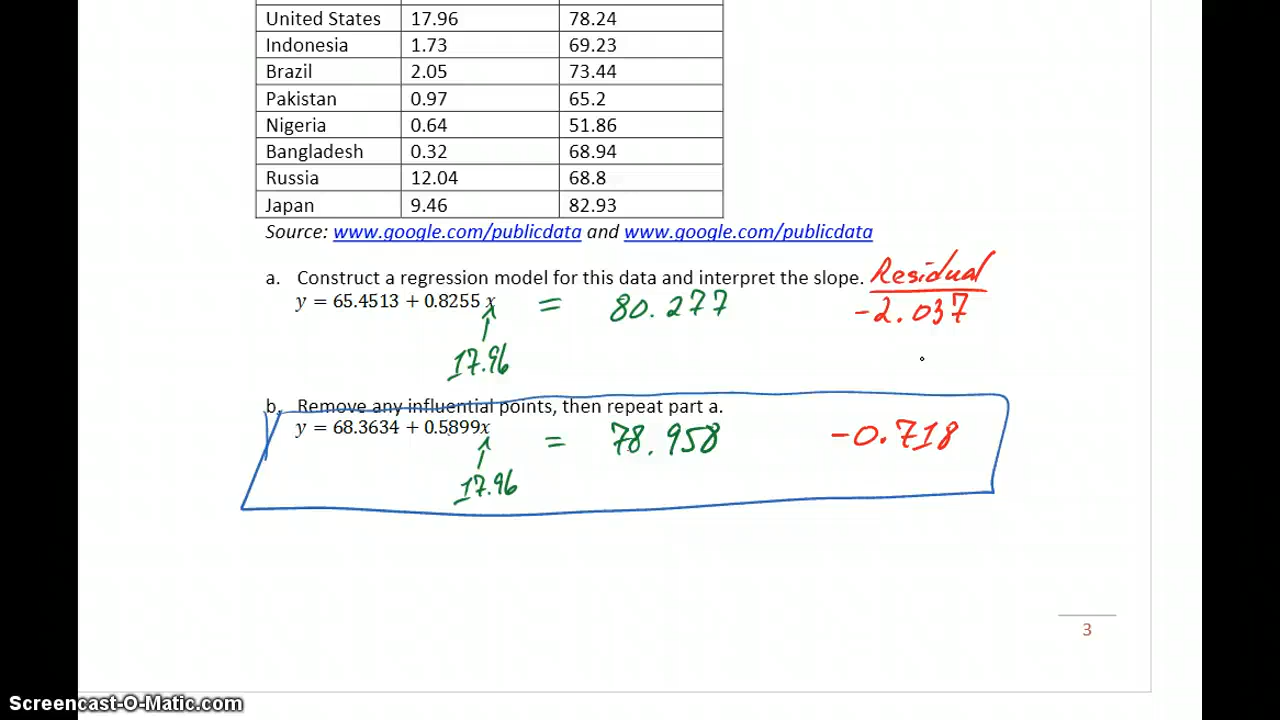 United States 17.96 78.24
Indonesia 1.73 69.23
Brazil 2.05 73.44
Pakistan 0.97 65.2
Nigeria 0.64 51.86
Bangladesh 0.32 68.94
Russia 12.04 68.8
Japan 9.46 82.93
Source: www.google.com/publicdata and www.google.com/publicdata
a. Construct a regression model for this data and interpret the slope. Residual
y = 65.4513 + 0.8255 x = 80.277 -2.037
17.96
b. Remove any influential points, then repeat part a.
y = 68.3634 + 0.5899x = 78.958 -0.718
17.96
3
Screencast-O-Matic.com